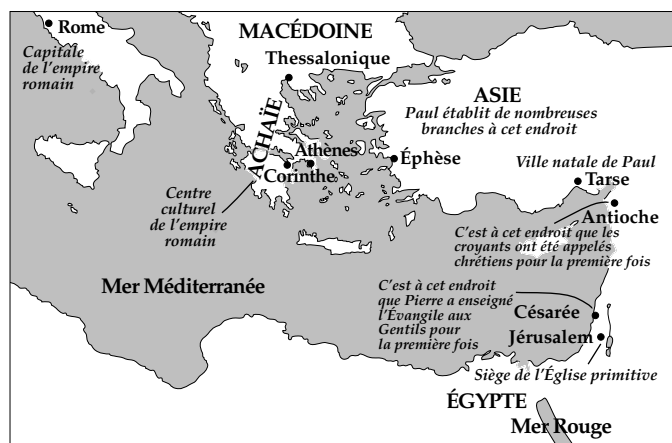 Rome
Capitale
de l'empire
romain
MACÉDOINE
Thessalonique
ACHAÏE
Athènes
Corinthe
Centre
culturel
de l'empire
romain
ASIE
Paul établit de nombreuses
branches à cet endroit
Éphèse
Ville natale de Paul
Tarse
Antioche
C'est à cet endroit que les
croyants ont été appelés
chrétiens pour la première fois
Mer Méditerranée
C'est à cet endroit
que Pierre a enseigné
l'Évangile aux
Gentils pour
la première fois
Césarée
Jérusalem
Siège de l'Église primitive
ÉGYPTE
Mer Rouge